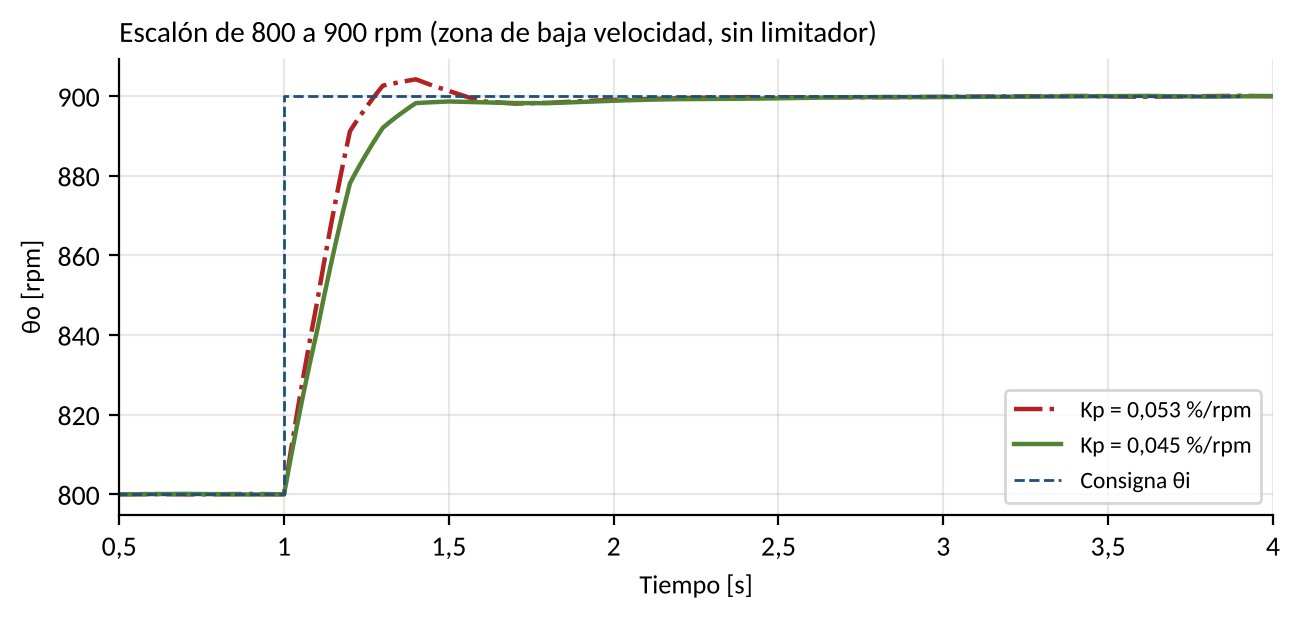 Escalón de 800 a 900 rpm (zona de baja velocidad, sin limitador)
θo [rpm]
900
880
860
840
820
800
0,5 1 1,5 2 2,5 3 3,5 4
Tiempo [s]
Kp = 0,053 %/rpm
Kp = 0,045 %/rpm
Consigna θi